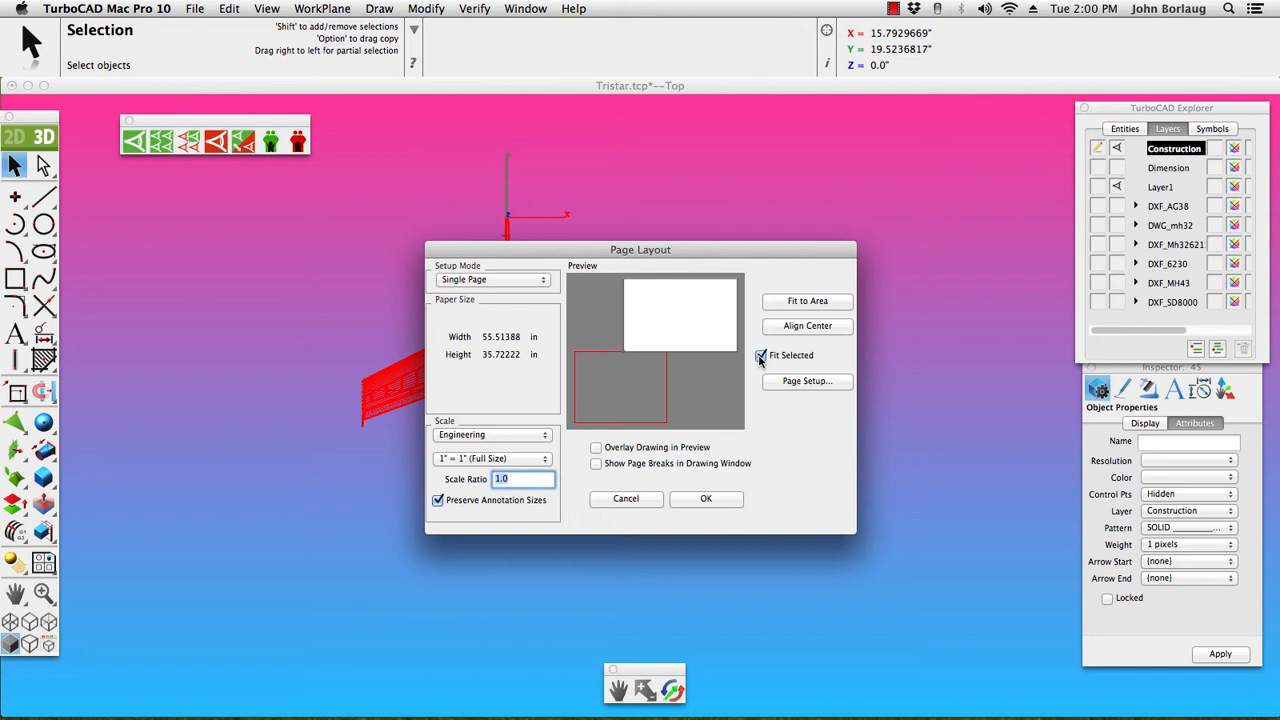 TurboCAD Mac Pro 10 File Edit View WorkPlane Draw Modify Verify Window Help Tue 2:00 PM John Borlaug
Selection
'Shift' to add/remove selections
'Option' to drag copy
Drag right to left for partial selection
Select objects
?
i
X = 15.7929669"
Y = 19.5236817"
Z = 0.0"
Tristar.tcp*--Top
2D 3D
z
x
TurboCAD Explorer
Entities Layers Symbols
Construction
Dimension
Layer1
DXF_AG38
DWG_mh32
DXF_Mh32621
DXF_6230
DXF_MH43
DXF_SD8000
Page Layout
Setup Mode
Single Page
Paper Size
Width 55.51388 in
Height 35.72222 in
Scale
Engineering
1" = 1" (Full Size)
Scale Ratio 1.0
Preserve Annotation Sizes
Preview
Fit to Area
Align Center
Fit Selected
Page Setup...
Overlay Drawing in Preview
Show Page Breaks in Drawing Window
Cancel OK
Inspector: 45
Object Properties
Display Attributes
Name
Resolution
Color
Control Pts Hidden
Layer Construction
Pattern SOLID ________...
Weight 1 pixels
Arrow Start {none}
Arrow End {none}
Locked
Apply